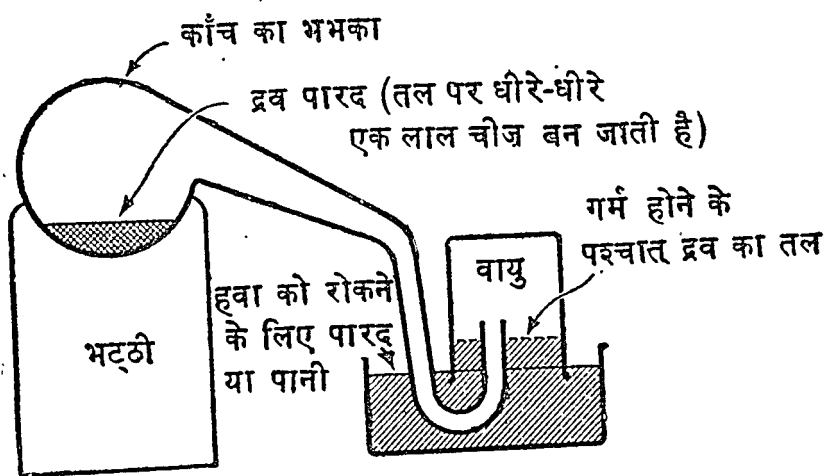 काँच का भभका
द्रव पारद (तल पर धीरे-धीरे
एक लाल चीज़ बन जाती है)
गर्म होने के
पश्चात् द्रव का तल
वायु
हवा को रोकने
के लिए पारद
या पानी
भट्ठी